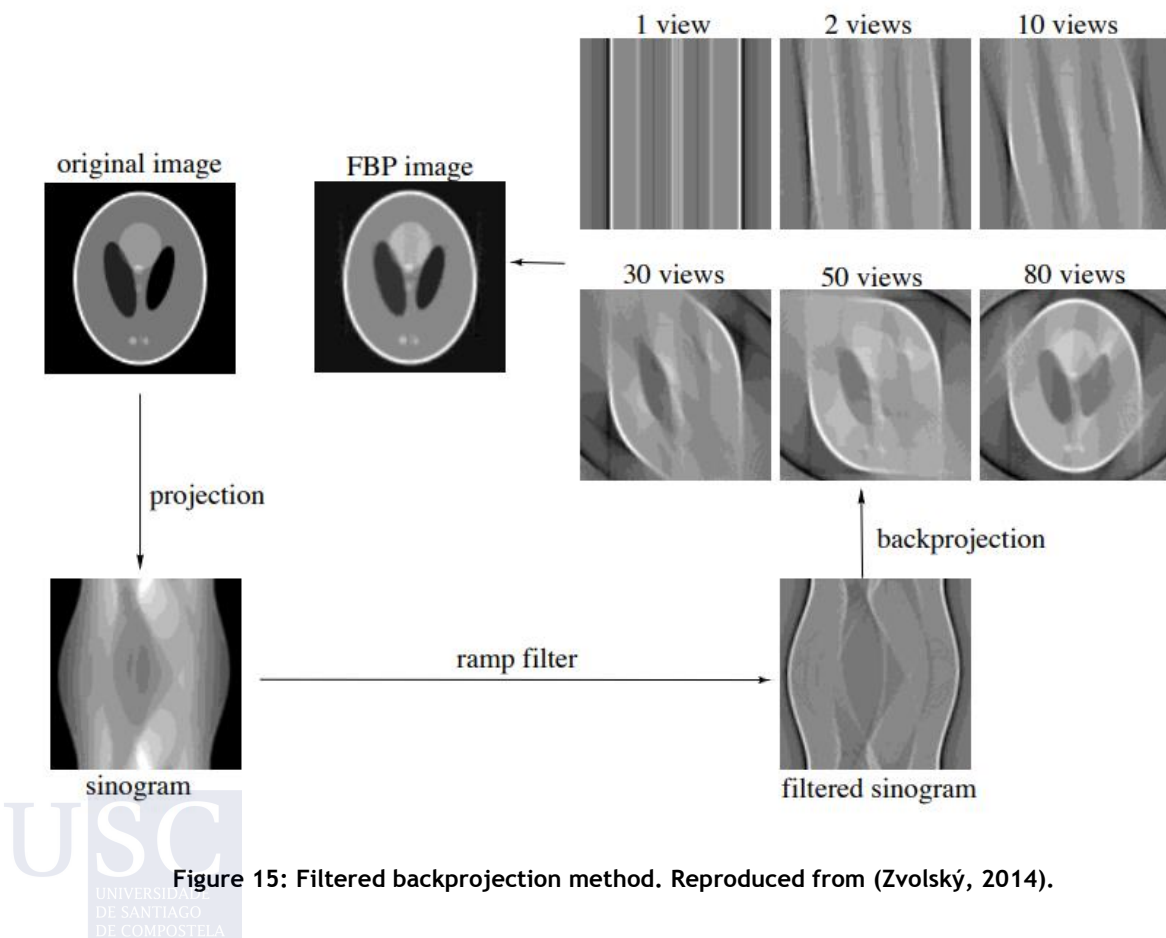 1 view
2 views
10 views
original image
FBP image
30 views
50 views
80 views
projection
backprojection
ramp filter
sinogram
filtered sinogram
USC
UNIVERSIDADE
DE SANTIAGO
DE COMPOSTELA
Figure 15: Filtered backprojection method. Reproduced from (Zvolský, 2014).